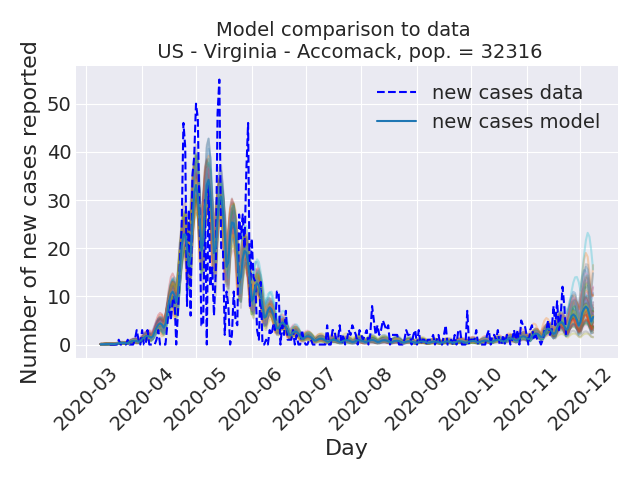 Model comparison to data
US - Virginia - Accomack, pop. = 32316
Number of new cases reported
50
40
30
20
10
0
new cases data
new cases model
2020-03
2020-04
2020-05
2020-06
2020-07
2020-08
2020-09
2020-10
2020-11
2020-12
Day